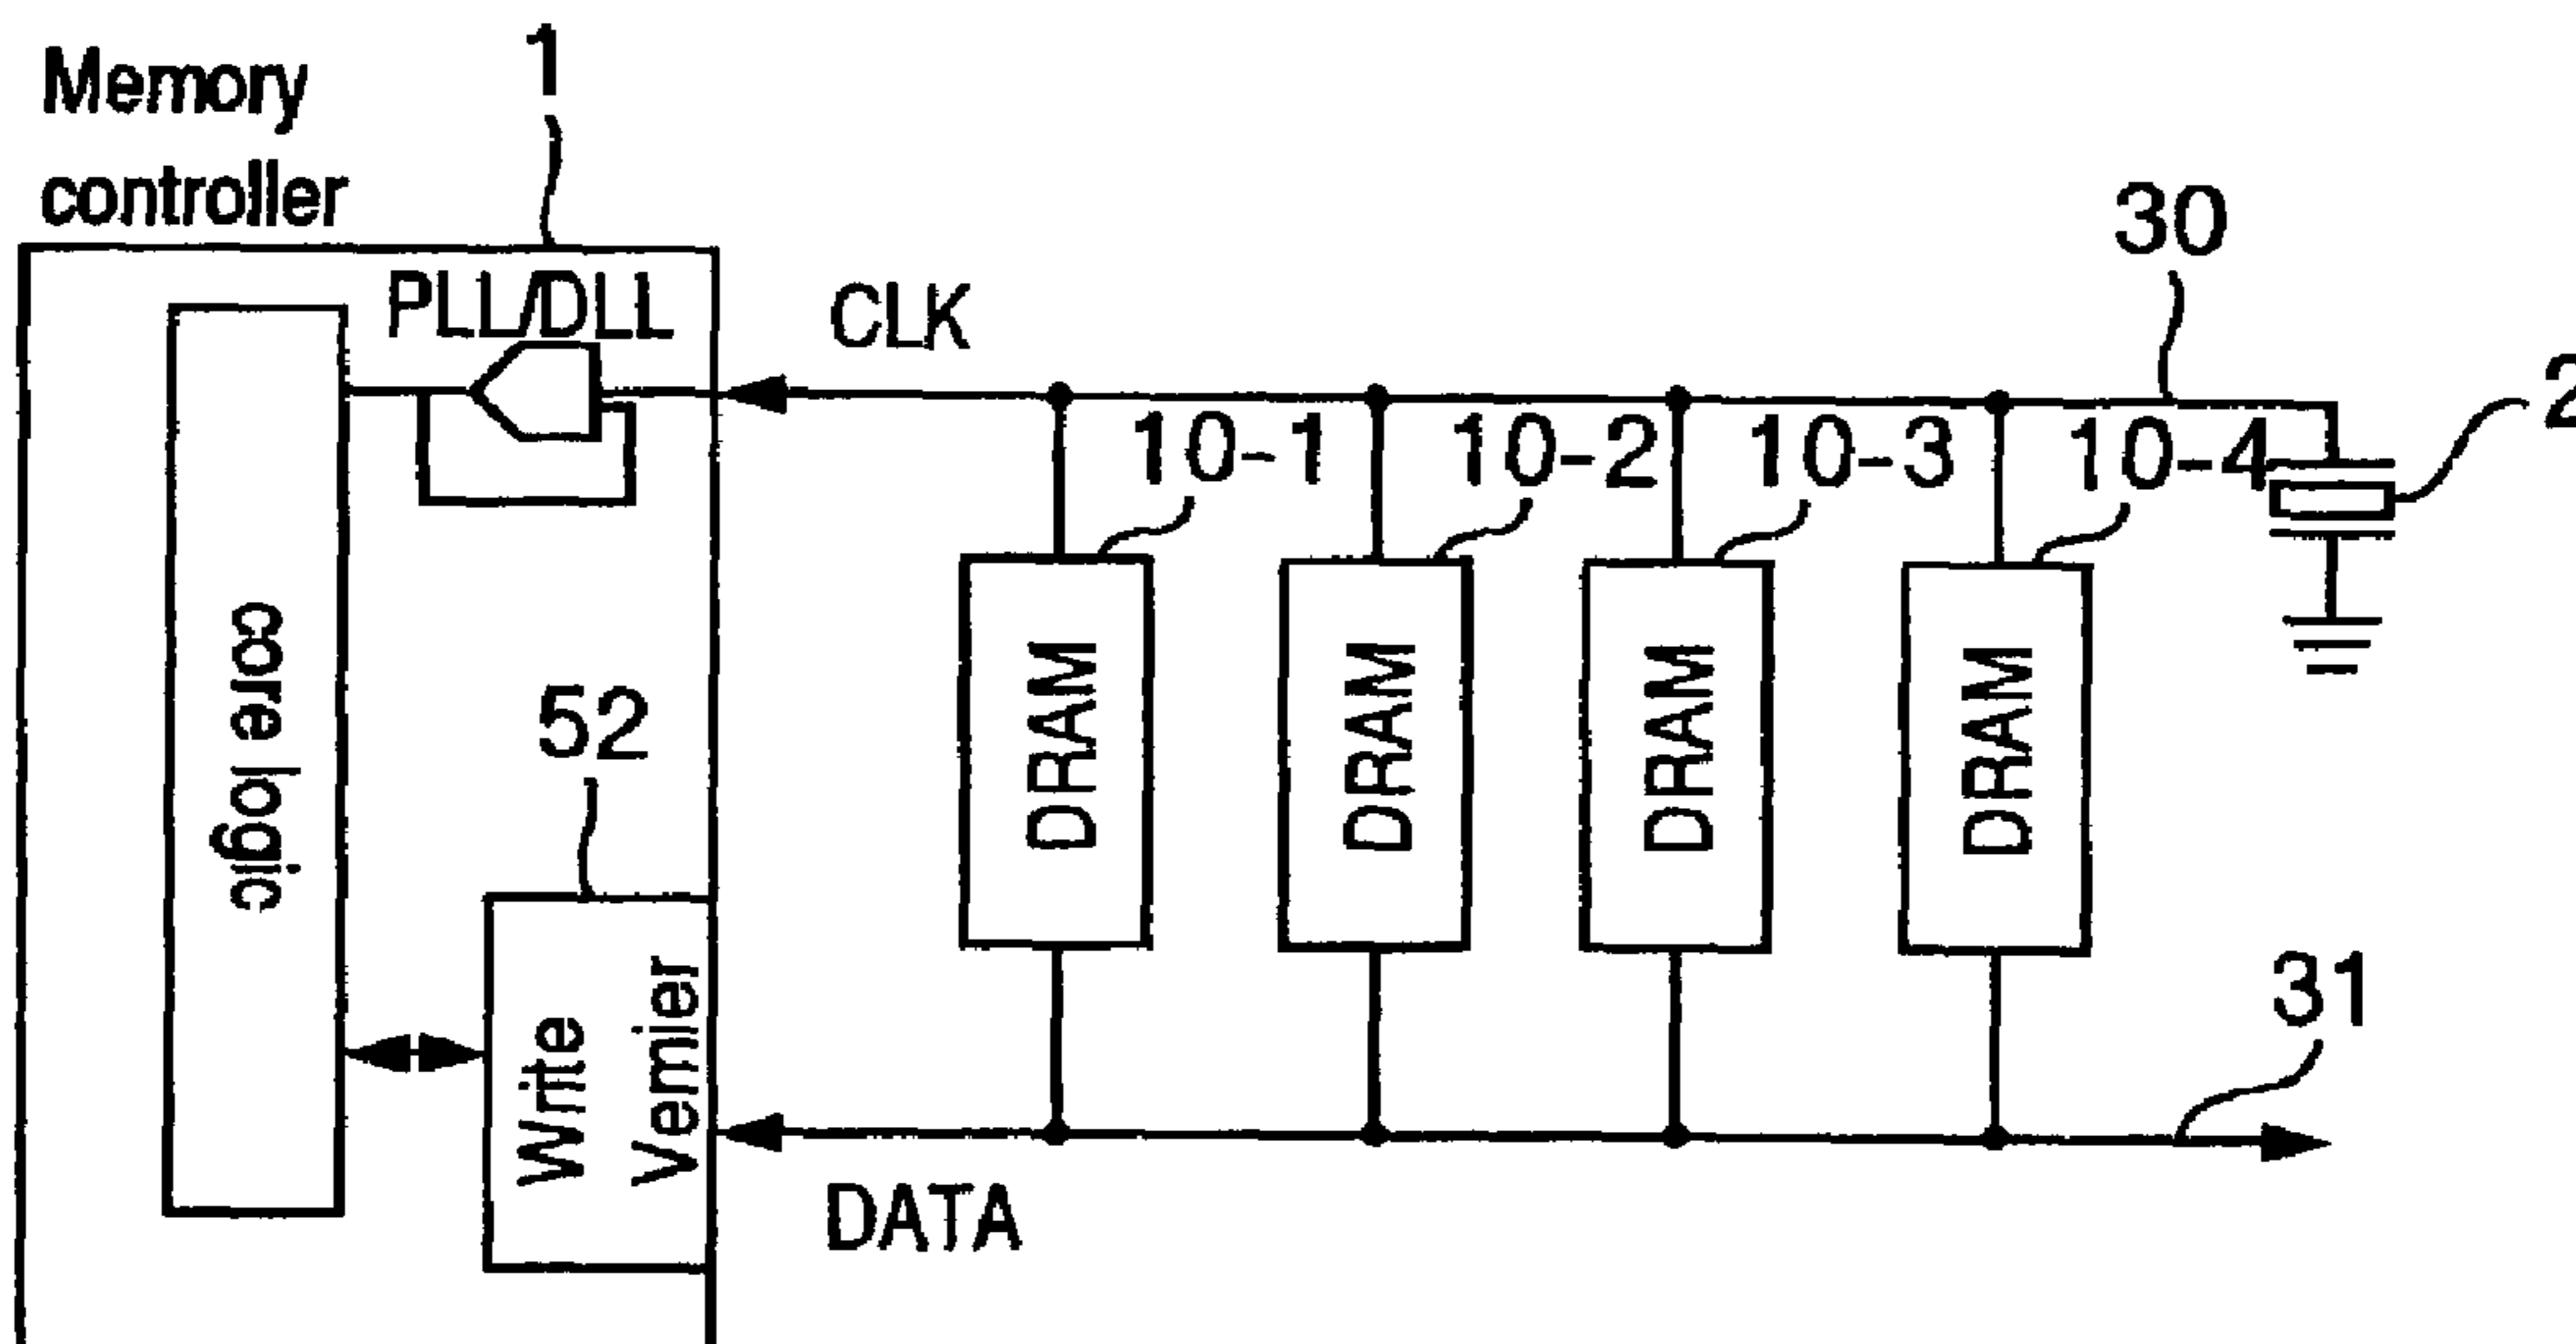 Memory
controller
1
PLL/DLL
CLK
30
2
10-1
10-2
10-3
10-4
core logic
52
DRAM
DRAM
DRAM
DRAM
Write
Vemier
31
DATA